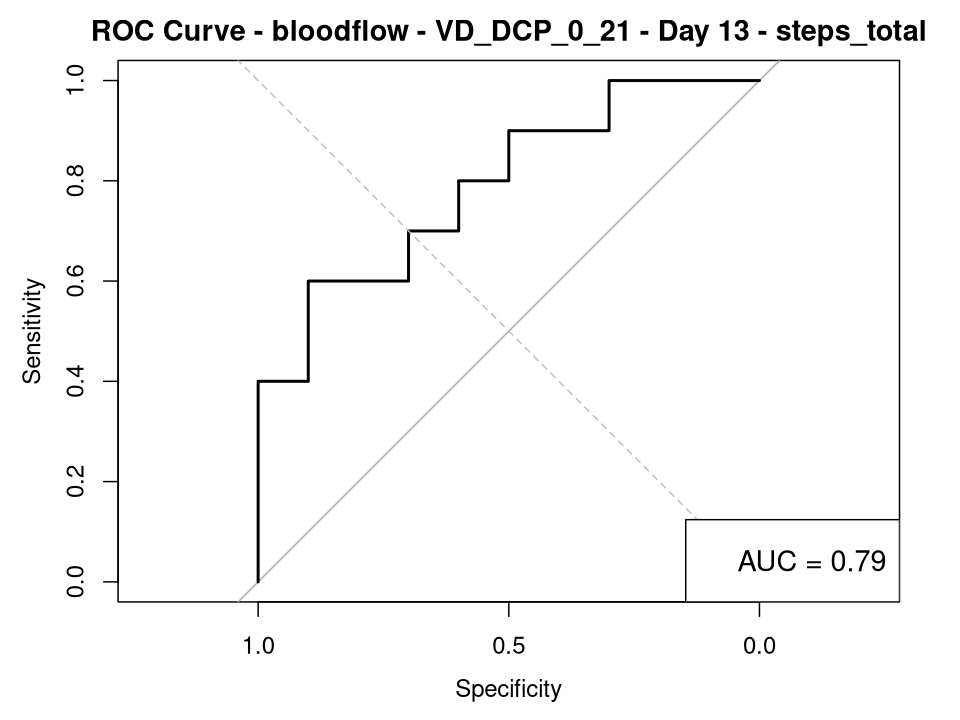 ROC Curve - bloodflow - VD_DCP_0_21 - Day 13 - steps_total
1.0
0.8
0.6
0.4
0.2
0.0
Sensitivity
AUC = 0.79
1.0 0.5 0.0
Specificity